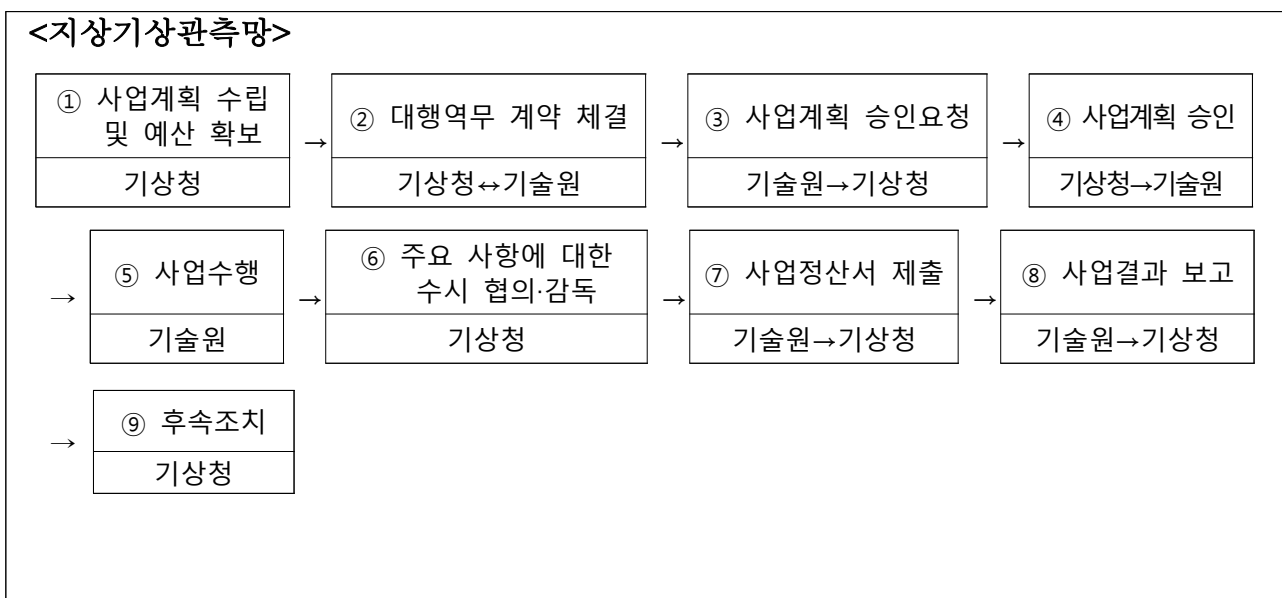 <지상기상관측망>
① 사업계획 수립
및 예산 확보
기상청
→
② 대행역무 계약 체결
기상청↔기술원
→
③ 사업계획 승인요청
기술원→기상청
→
④ 사업계획 승인
기상청→기술원
→
⑤ 사업수행
기술원
→
⑥ 주요 사항에 대한
수시 협의·감독
기상청
→
⑦ 사업정산서 제출
기술원→기상청
→
⑧ 사업결과 보고
기술원→기상청
→
⑨ 후속조치
기상청